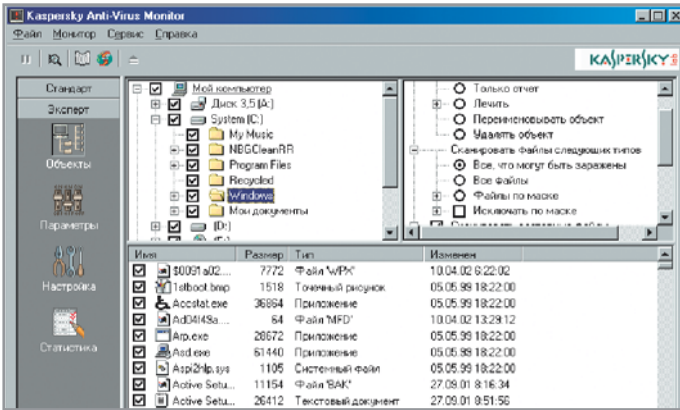 Kaspersky Anti-Virus Monitor
Файл Монитор Сервис Справка
KASPERSKY
Стандарт
Эксперт
Объекты
Параметры
Настройка
Статистика
Мой компьютер
Диск 3,5 (A:)
System (C:)
My Music
NBGCleanRR
Program Files
Recycled
Windows
Мои документы
(D:)
Только отчет
Лечить
Переименовывать объект
Удалять объект
Сканировать файлы следующих типов
Все, что могут быть заражены
Все файлы
Файлы по маске
Исключать по маске
Имя Размер Тип Изменен
$0091a02.... 7772 Файл 'WPX' 10.04.02 6:22:02
1stboot.bmp 1518 Точечный рисунок 05.05.99 18:22:00
Accstat.exe 36864 Приложение 05.05.99 18:22:00
Ad04f49a.... 64 Файл 'MFD' 10.04.02 13:29:12
Arp.exe 28672 Приложение 05.05.99 18:22:00
Asd.exe 61440 Приложение 05.05.99 18:22:00
Aspi2hlp.sys 1105 Системный файл 05.05.99 18:22:00
Active Setu... 11154 Файл 'BAK' 27.09.01 8:16:34
Active Setu... 26412 Текстовый документ 27.09.01 9:51:56